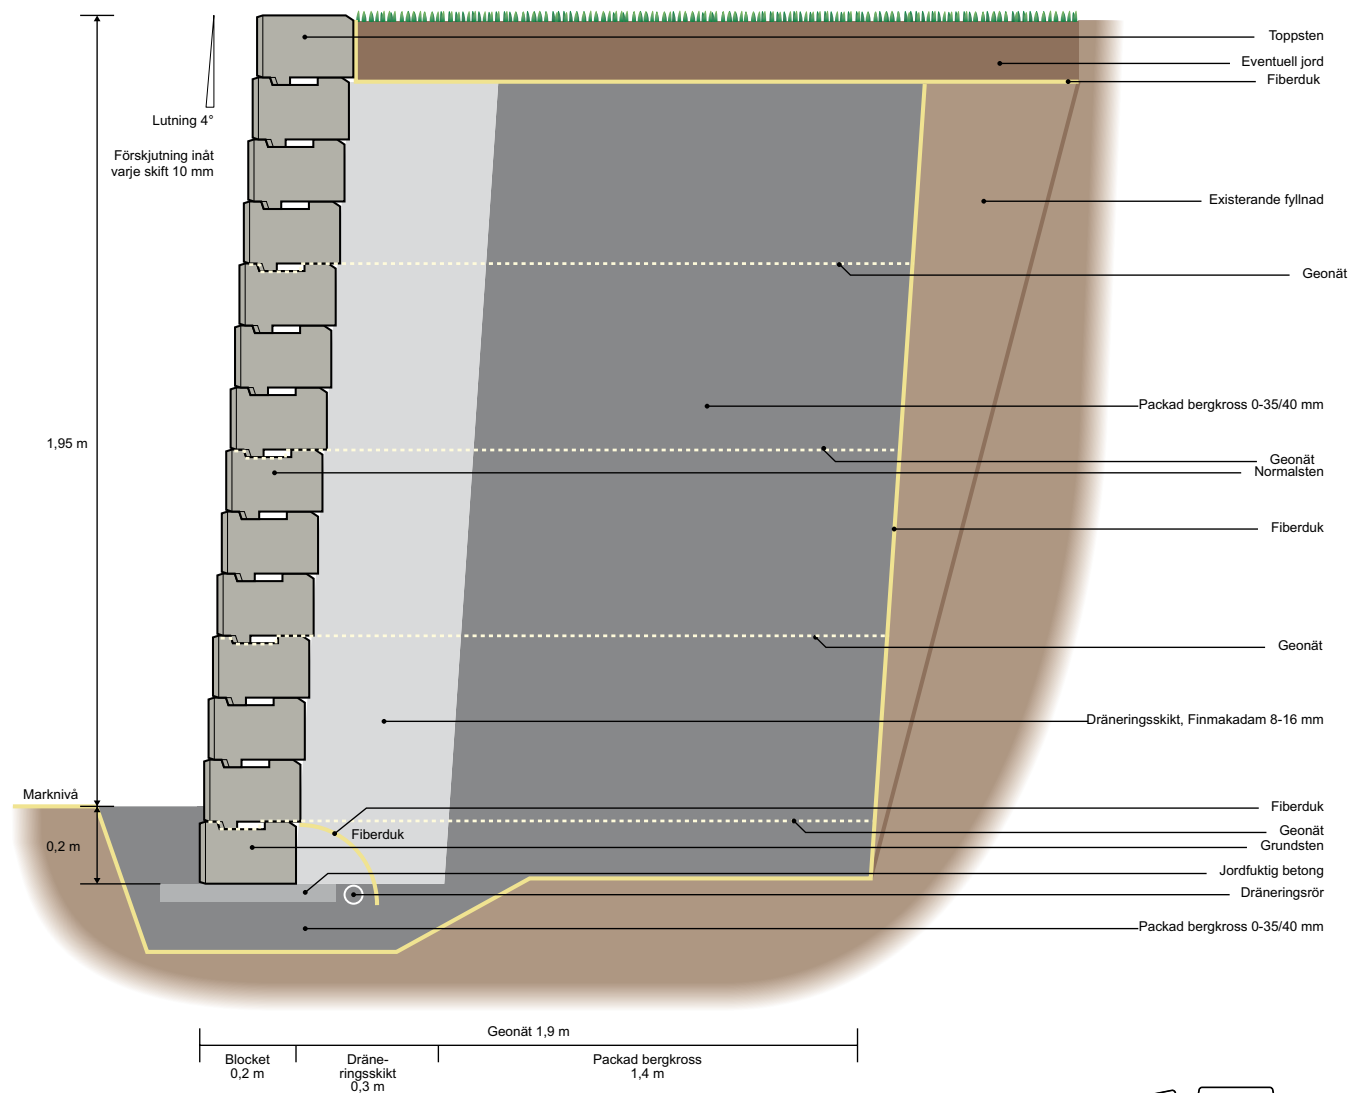 Toppsten
Eventuell jord
Fiberduk
Lutning 4°
Förskjutning inåt
varje skift 10 mm
Existerande fyllnad
Geonät
Packad bergkross 0-35/40 mm
1,95 m
Geonät
Normalsten
Fiberduk
Geonät
Dräneringsskikt, Finmakadam 8-16 mm
Marknivå
Fiberduk
Fiberduk
Geonät
0,2 m
Grundsten
Jordfuktig betong
Dräneringsrör
Packad bergkross 0-35/40 mm
Geonät 1,9 m
Blocket
0,2 m
Dräne-
ringsskikt
0,3 m
Packad bergkross
1,4 m